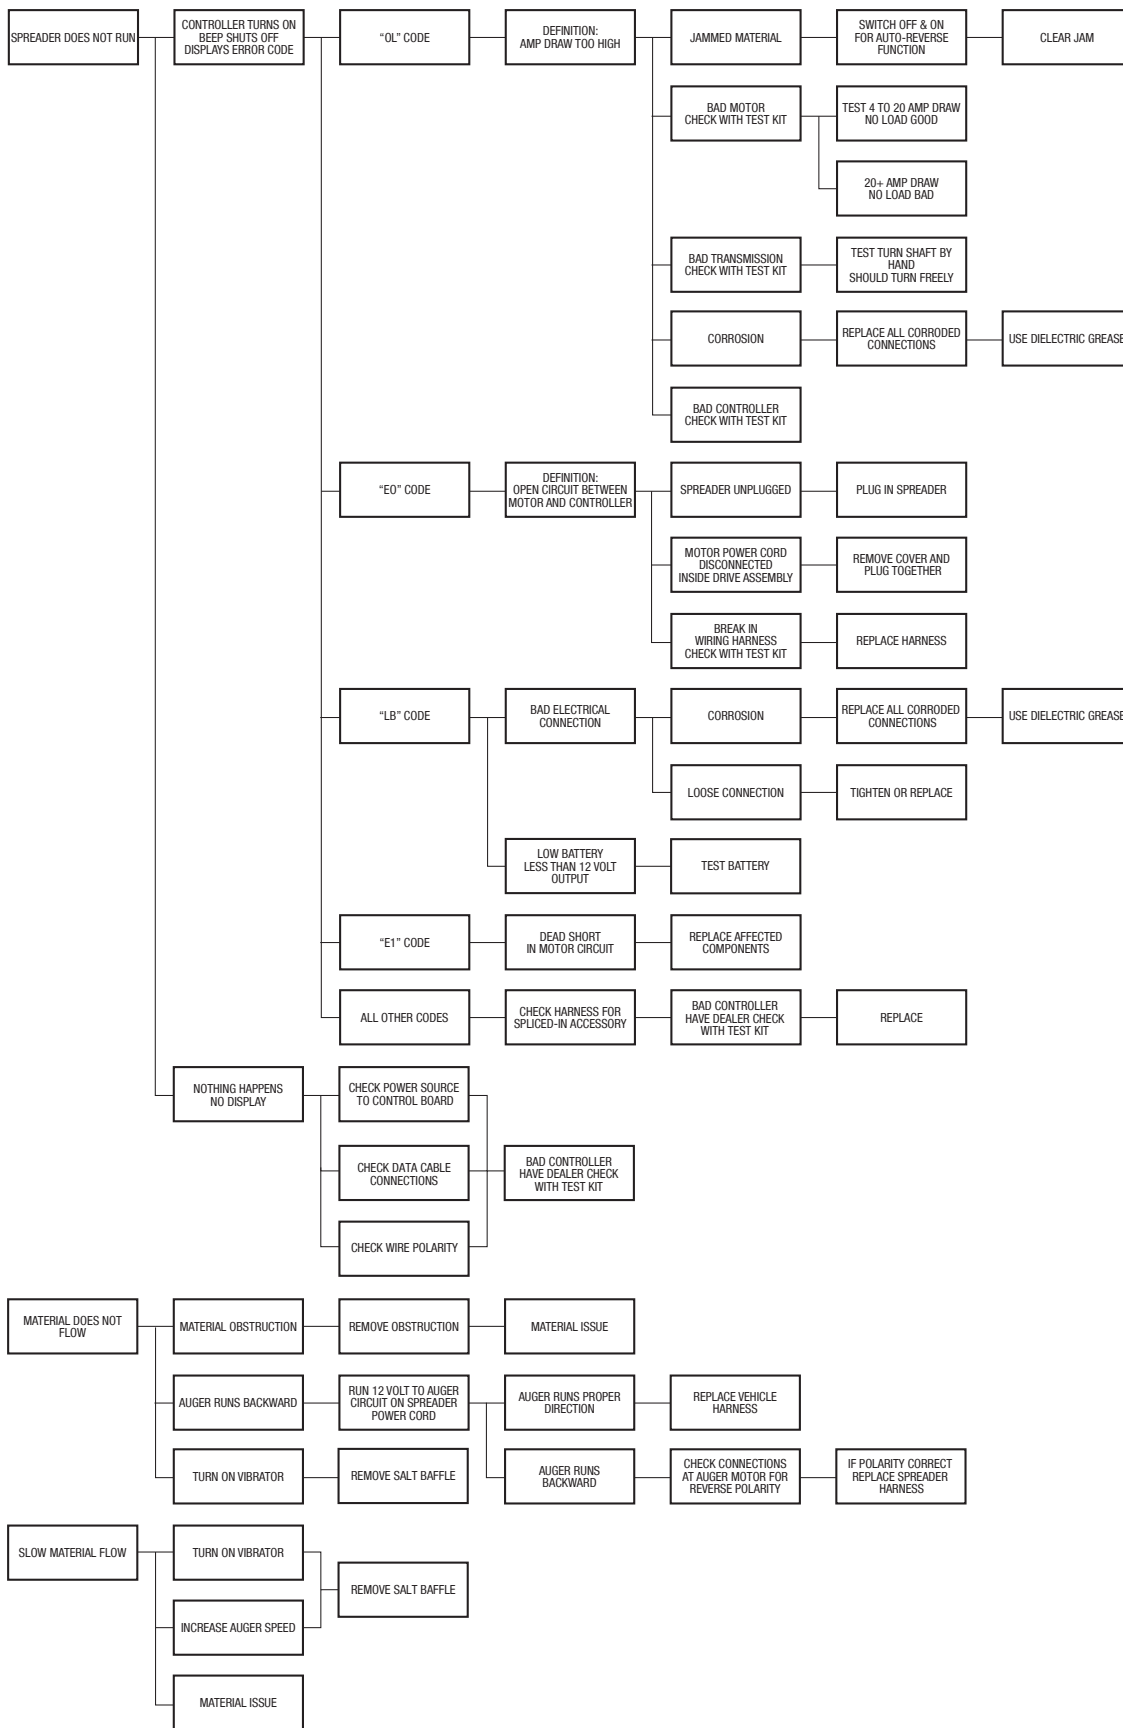 SPREADER DOES NOT RUN
CONTROLLER TURNS ON
BEEP SHUTS OFF
DISPLAYS ERROR CODE
“OL” CODE
DEFINITION:
AMP DRAW TOO HIGH
JAMMED MATERIAL
SWITCH OFF & ON
FOR AUTO-REVERSE
FUNCTION
CLEAR JAM
BAD MOTOR
CHECK WITH TEST KIT
TEST 4 TO 20 AMP DRAW
NO LOAD GOOD
20+ AMP DRAW
NO LOAD BAD
BAD TRANSMISSION
CHECK WITH TEST KIT
TEST TURN SHAFT BY
HAND
SHOULD TURN FREELY
CORROSION
REPLACE ALL CORRODED
CONNECTIONS
USE DIELECTRIC GREASE
BAD CONTROLLER
CHECK WITH TEST KIT
“EO” CODE
DEFINITION:
OPEN CIRCUIT BETWEEN
MOTOR AND CONTROLLER
SPREADER UNPLUGGED
PLUG IN SPREADER
MOTOR POWER CORD
DISCONNECTED
INSIDE DRIVE ASSEMBLY
REMOVE COVER AND
PLUG TOGETHER
BREAK IN
WIRING HARNESS
CHECK WITH TEST KIT
REPLACE HARNESS
“LB” CODE
BAD ELECTRICAL
CONNECTION
CORROSION
REPLACE ALL CORRODED
CONNECTIONS
USE DIELECTRIC GREASE
LOOSE CONNECTION
TIGHTEN OR REPLACE
LOW BATTERY
LESS THAN 12 VOLT
OUTPUT
TEST BATTERY
“E1” CODE
DEAD SHORT
IN MOTOR CIRCUIT
REPLACE AFFECTED
COMPONENTS
ALL OTHER CODES
CHECK HARNESS FOR
SPLICED-IN ACCESSORY
BAD CONTROLLER
HAVE DEALER CHECK
WITH TEST KIT
REPLACE
NOTHING HAPPENS
NO DISPLAY
CHECK POWER SOURCE
TO CONTROL BOARD
CHECK DATA CABLE
CONNECTIONS
BAD CONTROLLER
HAVE DEALER CHECK
WITH TEST KIT
CHECK WIRE POLARITY
MATERIAL DOES NOT
FLOW
MATERIAL OBSTRUCTION
REMOVE OBSTRUCTION
MATERIAL ISSUE
AUGER RUNS BACKWARD
RUN 12 VOLT TO AUGER
CIRCUIT ON SPREADER
POWER CORD
AUGER RUNS PROPER
DIRECTION
REPLACE VEHICLE
HARNESS
TURN ON VIBRATOR
REMOVE SALT BAFFLE
AUGER RUNS
BACKWARD
CHECK CONNECTIONS
AT AUGER MOTOR FOR
REVERSE POLARITY
IF POLARITY CORRECT
REPLACE SPREADER
HARNESS
SLOW MATERIAL FLOW
TURN ON VIBRATOR
REMOVE SALT BAFFLE
INCREASE AUGER SPEED
MATERIAL ISSUE